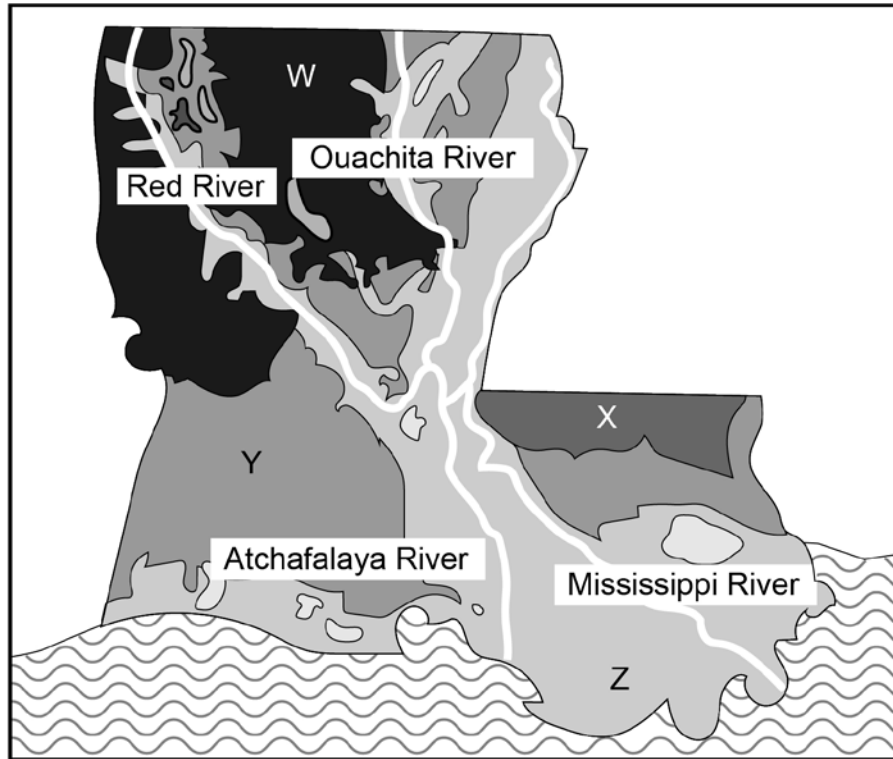 W
Ouachita River
Red River
X
Y
Atchafalaya River
Mississippi River
Z